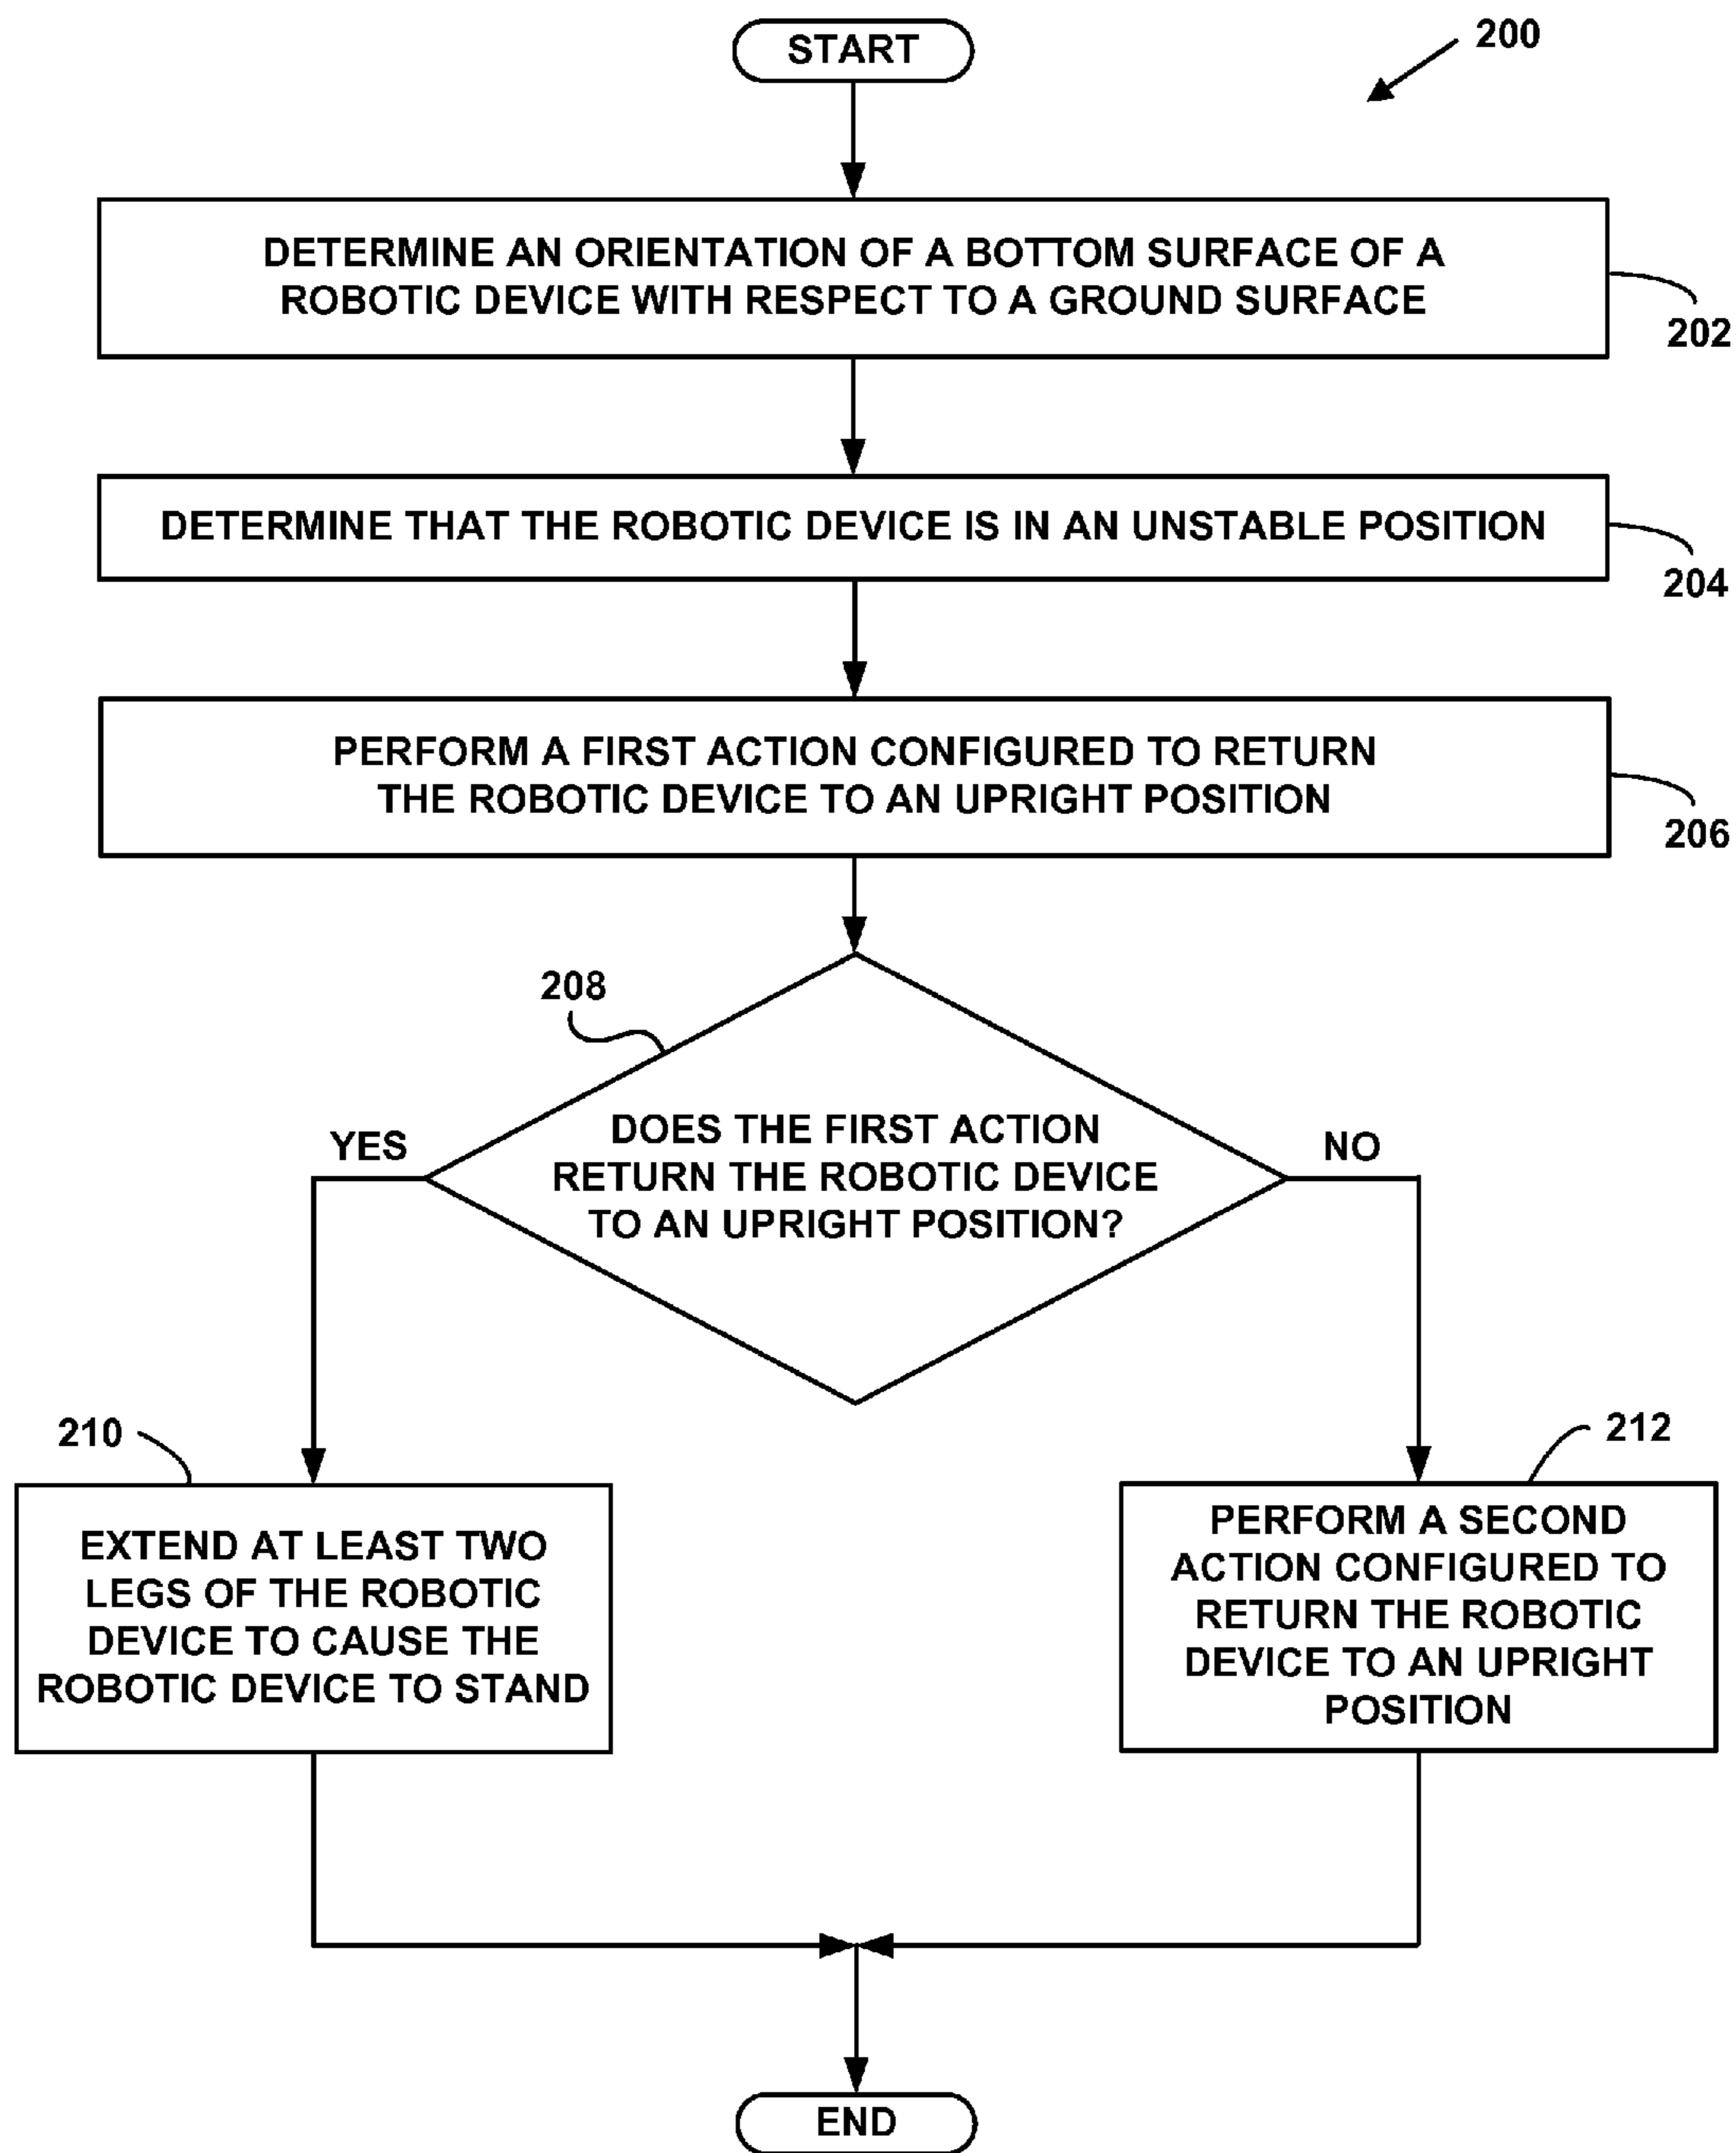 START
200
DETERMINE AN ORIENTATION OF A BOTTOM SURFACE OF A
ROBOTIC DEVICE WITH RESPECT TO A GROUND SURFACE
202
DETERMINE THAT THE ROBOTIC DEVICE IS IN AN UNSTABLE POSITION
204
PERFORM A FIRST ACTION CONFIGURED TO RETURN
THE ROBOTIC DEVICE TO AN UPRIGHT POSITION
206
208
DOES THE FIRST ACTION
RETURN THE ROBOTIC DEVICE
TO AN UPRIGHT POSITION?
YES
NO
210
EXTEND AT LEAST TWO
LEGS OF THE ROBOTIC
DEVICE TO CAUSE THE
ROBOTIC DEVICE TO STAND
212
PERFORM A SECOND
ACTION CONFIGURED TO
RETURN THE ROBOTIC
DEVICE TO AN UPRIGHT
POSITION
END